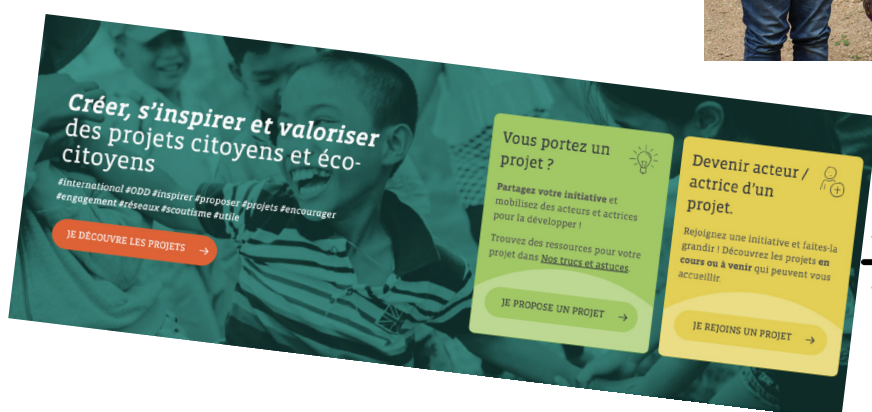 Créer, s’inspirer et valoriser
des projets citoyens et éco-
citoyens
#international #ODD #inspirer #proposer #projets #encourager
#engagement #réseaux #scoutisme #utile
JE DÉCOUVRE LES PROJETS
Vous portez un
projet ?
Partagez votre initiative et
mobilisez des acteurs et actrices
pour la développer !
Trouvez des ressources pour votre
projet dans Nos trucs et astuces.
JE PROPOSE UN PROJET
Devenir acteur /
actrice d’un
projet.
Rejoignez une initiative et faites-la
grandir ! Découvrez les projets en
cours ou à venir qui peuvent vous
accueillir.
JE REJOINS UN PROJET